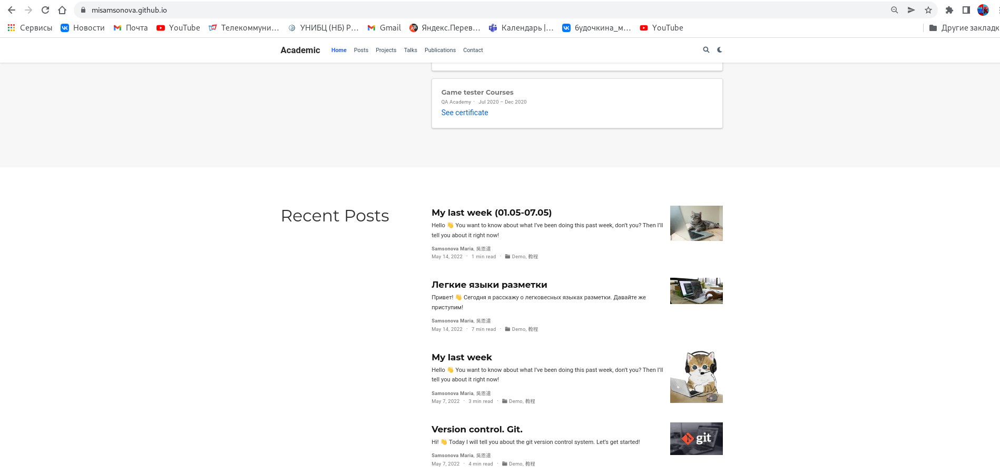 misamsonova.github.io
Сервисы Новости Почта YouTube Телекоммуни... УНИБЦ (НБ) Р... Gmail Яндекс.Перев... Календарь |... будочкина_м... YouTube Другие закладк
Academic Home Posts Projects Talks Publications Contact
Game tester Courses
QA Academy · Jul 2020 – Dec 2020
See certificate
Recent Posts
My last week (01.05-07.05)
Hello 👋 You want to know about what I’ve been doing this past week, don’t you? Then I’ll
tell you about it right now!
Samsonova Maria, 吳恩達
May 14, 2022 · 1 min read · Demo, 教程
Легкие языки разметки
Привет! 👋 Сегодня я расскажу о легковесных языках разметки. Давайте же
приступим!
Samsonova Maria, 吳恩達
May 14, 2022 · 7 min read · Demo, 教程
My last week
Hello 👋 You want to know about what I’ve been doing this past week, don’t you? Then I’ll
tell you about it right now!
Samsonova Maria, 吳恩達
May 7, 2022 · 3 min read · Demo, 教程
Version control. Git.
Hi! 👋 Today I will tell you about the git version control system. Let’s get started!
git
Samsonova Maria, 吳恩達
May 7, 2022 · 4 min read · Demo, 教程